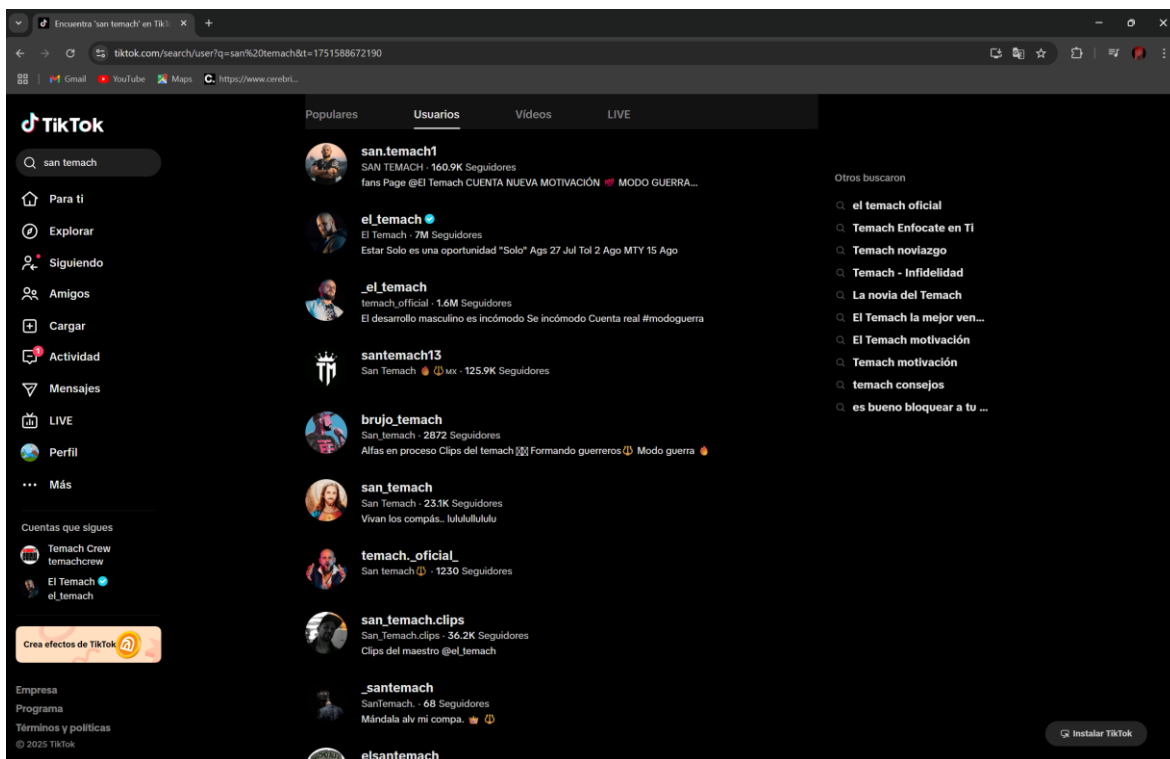 Encuentra 'san temach' en Tik
tiktok.com/search/user?q=san%20temach&t=1751588672190
Gmail
YouTube
Maps
https://www.cerebri...
TikTok
san temach
Para ti
Explorar
Siguiendo
Amigos
Cargar
1
Actividad
Mensajes
LIVE
Perfil
Más
Cuentas que sigues
Temach Crew
temachcrew
El Temach
el_temach
Crea efectos de TikTok
Empresa
Programa
Términos y políticas
© 2025 TikTok
Populares
Usuarios
Vídeos
LIVE
san.temach1
SAN TEMACH · 160.9K Seguidores
fans Page @El Temach CUENTA NUEVA MOTIVACIÓN 💓 MODO GUERRA...
el_temach
El Temach · 7M Seguidores
Estar Solo es una oportunidad "Solo" Ags 27 Jul Tol 2 Ago MTY 15 Ago
_el_temach
temach_official · 1.6M Seguidores
El desarrollo masculino es incómodo Se incómodo Cuenta real #modoguerra
TM
santemach13
San Temach 🔥 🔱 MX · 125.9K Seguidores
brujo_temach
San_temach · 2872 Seguidores
Alfas en proceso Clips del temach Formando guerreros🔱 Modo guerra 🔥
san_temach
San Temach · 23.1K Seguidores
Vivan los compás.. lululullululu
temach._oficial_
San temach🔱 · 1230 Seguidores
san_temach.clips
San_Temach.clips · 36.2K Seguidores
Clips del maestro @el_temach
_santemach
SanTemach. · 68 Seguidores
Mándala alv mi compa. 👑 🔱
elsantemach
Otros buscaron
el temach oficial
Temach Enfocate en Ti
Temach noviazgo
Temach - Infidelidad
La novia del Temach
El Temach la mejor ven...
El Temach motivación
Temach motivación
temach consejos
es bueno bloquear a tu ...
Instalar TikTok